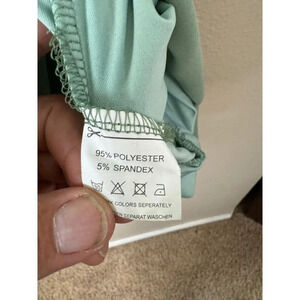 95% POLYESTER
5% SPANDEX
COLORS SEPERATELY
SEPARAT WASCHEN